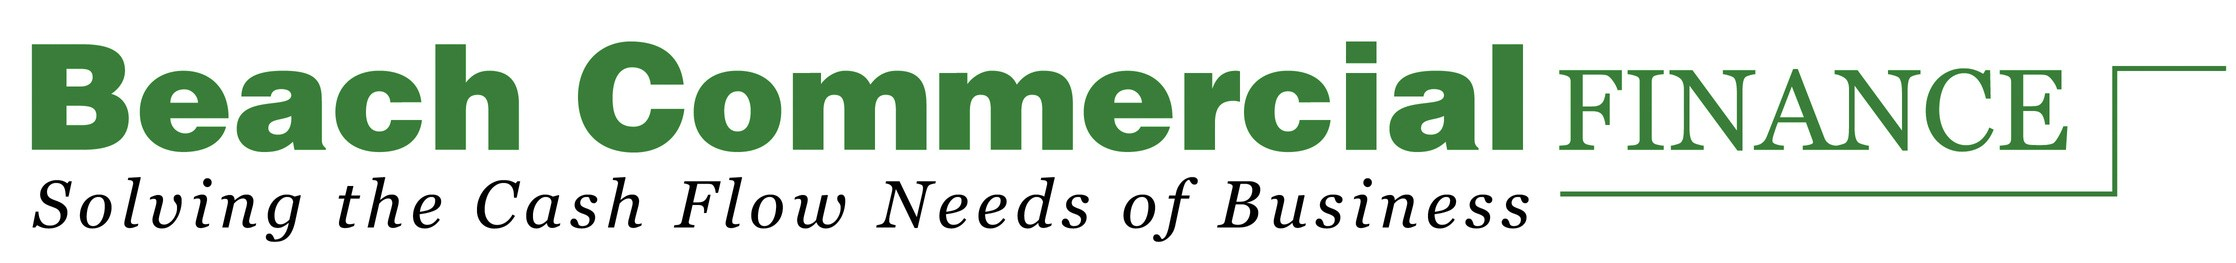 Beach Commercial FINANCE
Solving the Cash Flow Needs of Business